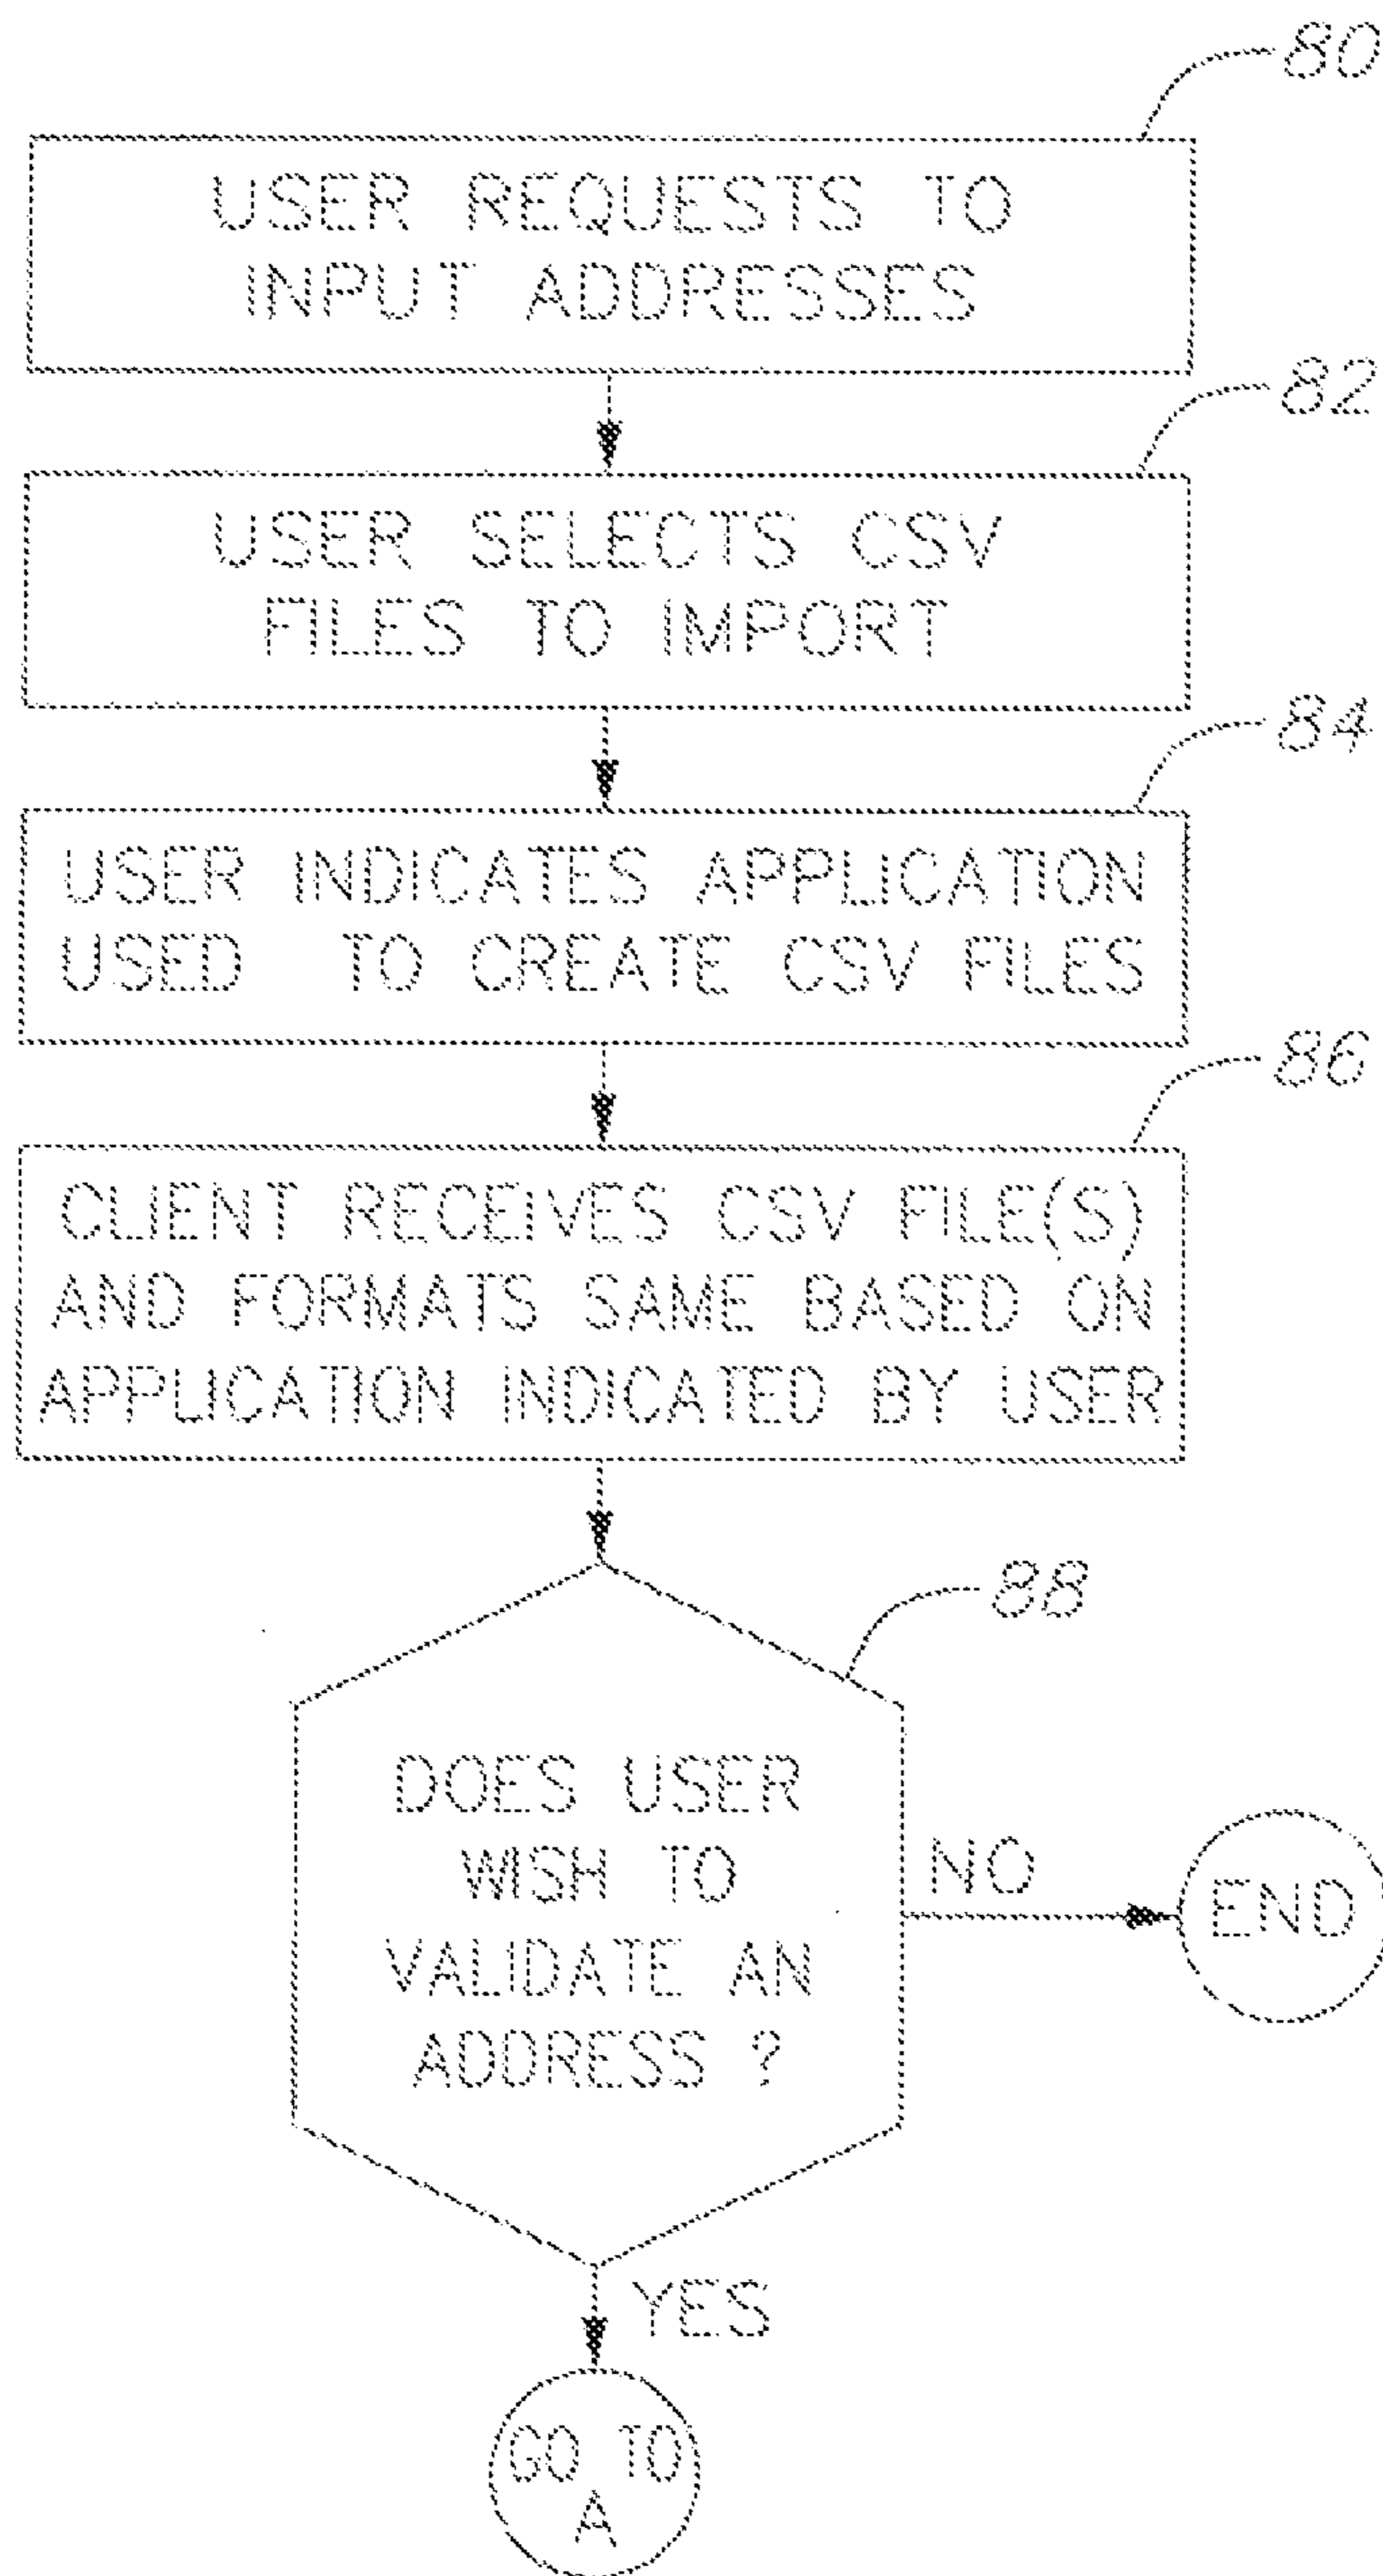 80
USER REQUESTS TO
INPUT ADDRESSES
82
USER SELECTS CSV
FILES TO IMPORT
84
USER INDICATES APPLICATION
USED TO CREATE CSV FILES
86
CLIENT RECEIVES CSV FILE(S)
AND FORMATS SAME BASED ON
APPLICATION INDICATED BY USER
88
DOES USER
WISH TO
VALIDATE AN
ADDRESS ?
NO
END
YES
GO TO
A